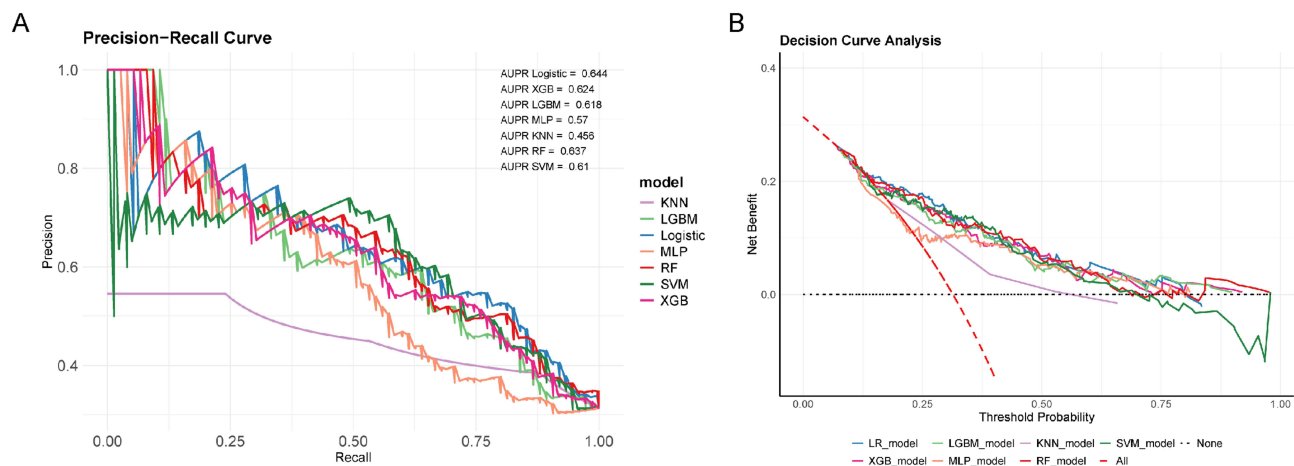 A
Precision−Recall Curve
1.0
0.8
0.6
0.4
Precision
0.00
0.25
0.50
0.75
1.00
Recall
AUPR Logistic = 0.644
AUPR XGB = 0.624
AUPR LGBM = 0.618
AUPR MLP = 0.57
AUPR KNN = 0.456
AUPR RF = 0.637
AUPR SVM = 0.61
model
KNN
LGBM
Logistic
MLP
RF
SVM
XGB
B
Decision Curve Analysis
0.4
0.2
0.0
Net Benefit
0.00
0.25
0.50
0.75
1.00
Threshold Probability
LR_model LGBM_model KNN_model SVM_model None
XGB_model MLP_model RF_model All